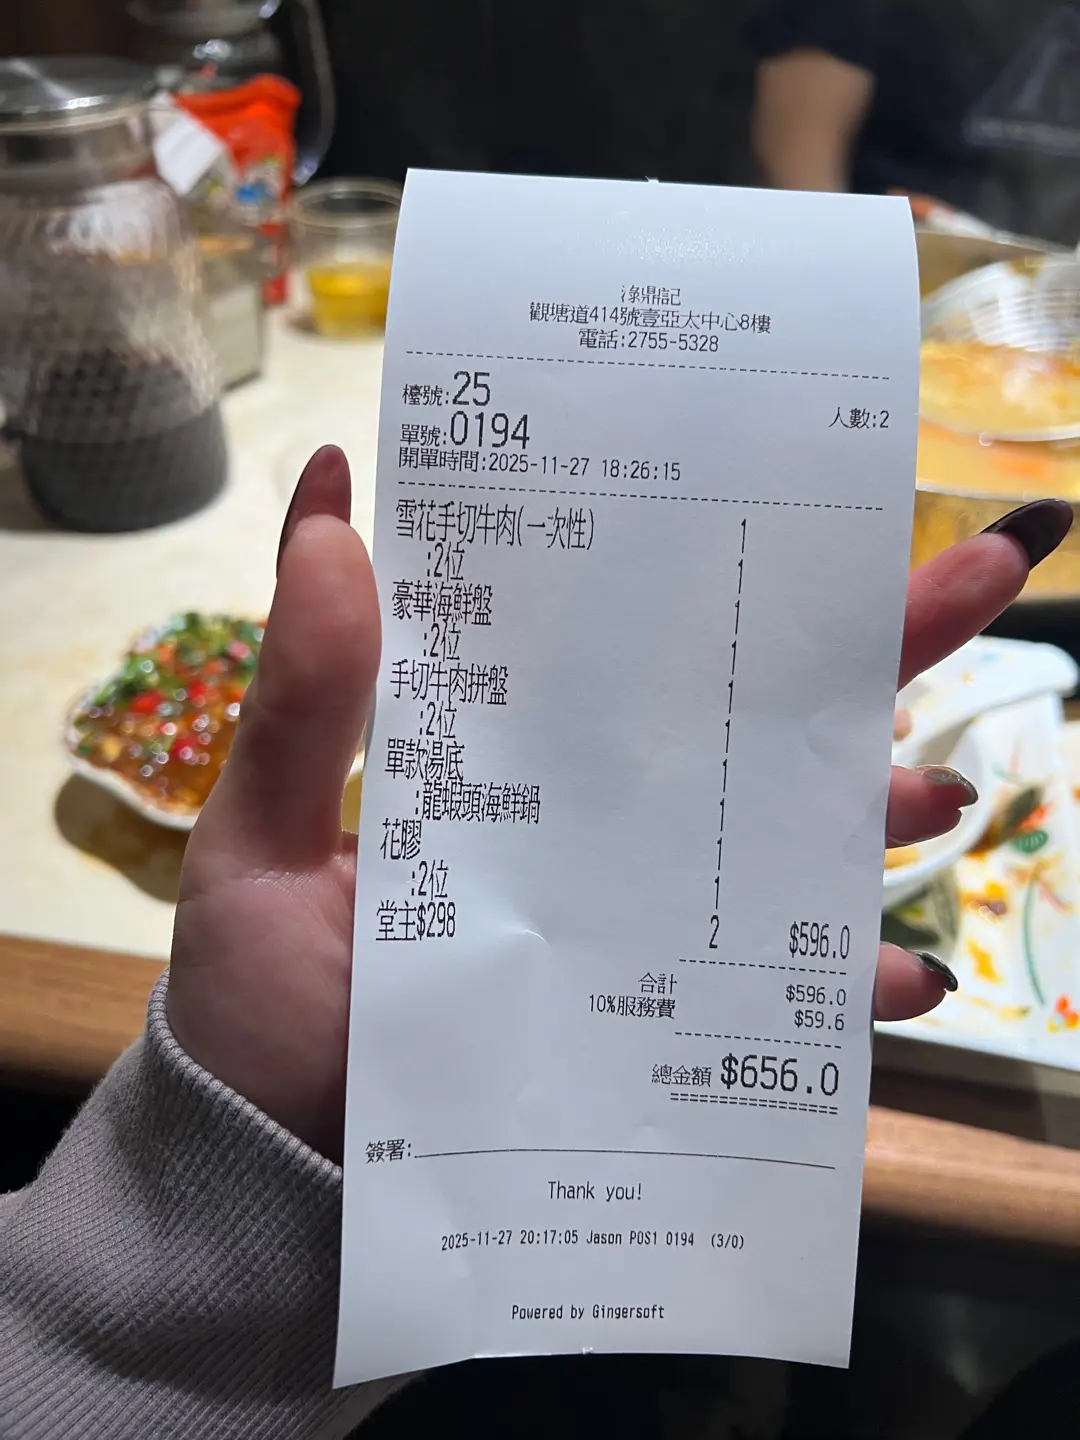 淥鼎記
觀塘道414號壹亞太中心8樓
電話:2755-5328
檯號:25
人數:2
單號:0194
開單時間:2025-11-27 18:26:15
雪花手切牛肉(一次性) 1
:2位 1
豪華海鮮盤 1
:2位 1
手切牛肉拼盤 1
:2位 1
單款湯底 1
:龍蝦頭海鮮鍋 1
花膠 1
:2位 1
堂主$298 2 $596.0
合計 $596.0
10%服務費 $59.6
總金額 $656.0
簽署:
Thank you!
2025-11-27 20:17:05 Jason POS1 0194 (3/0)
Powered by Gingersoft